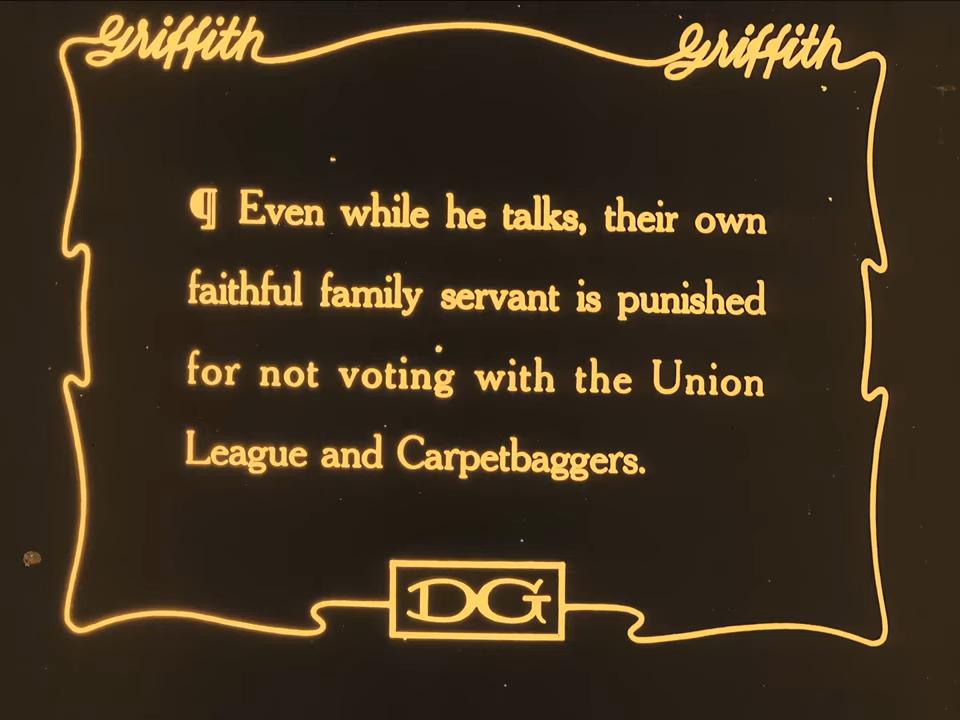 Griffith Griffith
¶ Even while he talks, their own
faithful family servant is punished
for not voting with the Union
League and Carpetbaggers.
DG